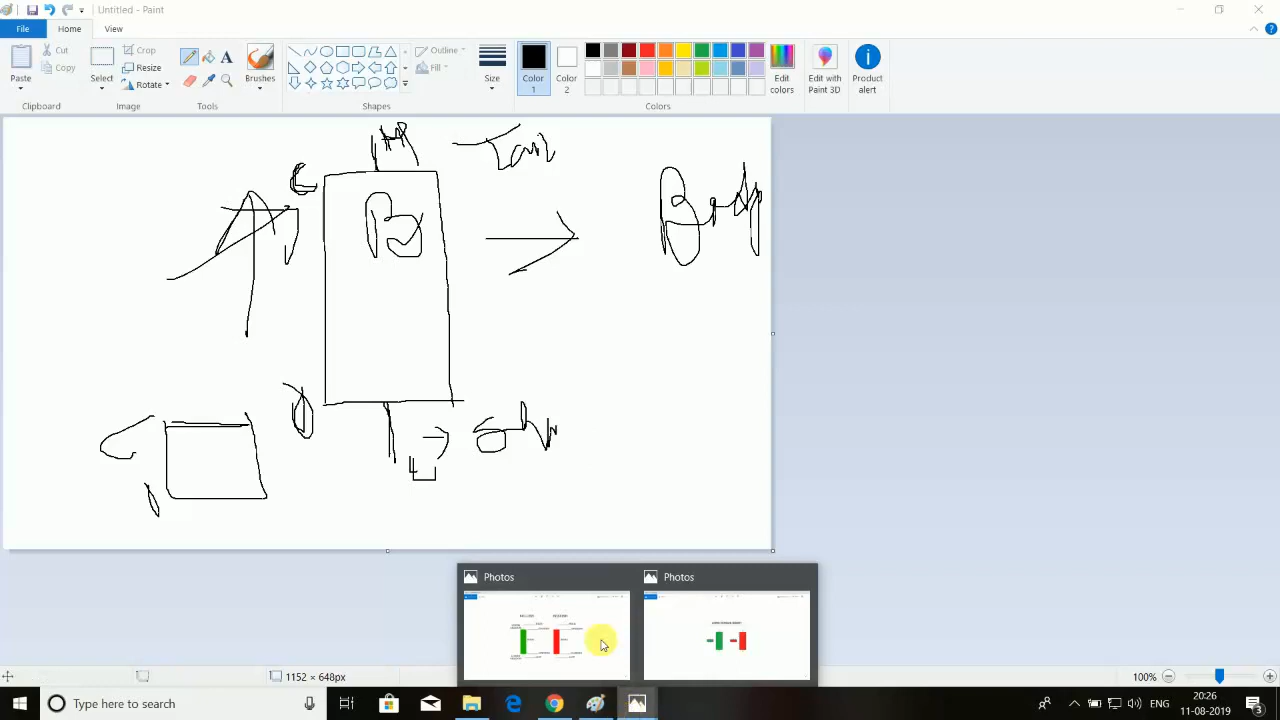 Untitled - Paint
File
Home
View
Paste
Cut
Copy
Clipboard
Select
Crop
Resize
Rotate
Image
Tools
Brushes
Shapes
Outline
Fill
Size
Color 1
Color 2
Edit colors
Colors
Edit with Paint 3D
Product alert
C
B
Body
L
Photos
Photos
1152 × 648px
100%
Type here to search
ENG
20:26
11-08-2019
3